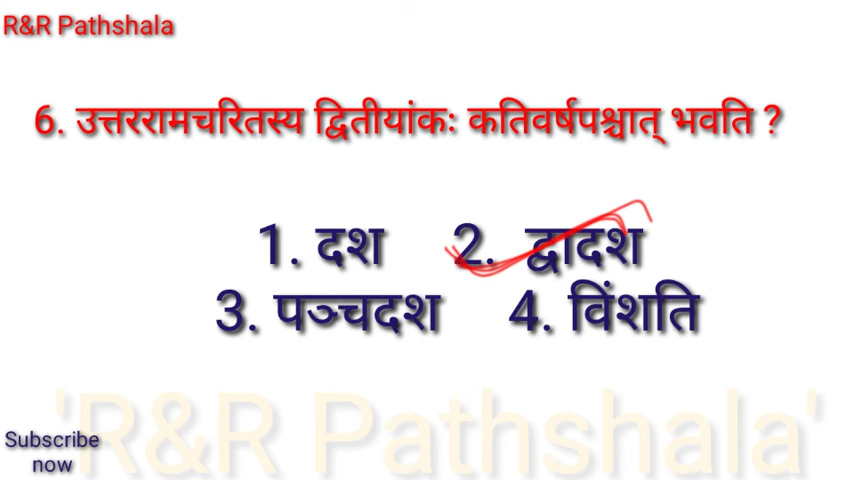 R&R Pathshala
6. उत्तररामचरितस्य द्वितीयांकः कतिवर्षपश्चात् भवति ?
1. दश 2. द्वादश
3. पञ्चदश 4. विंशति
'R&R Pathshala'
Subscribe
now